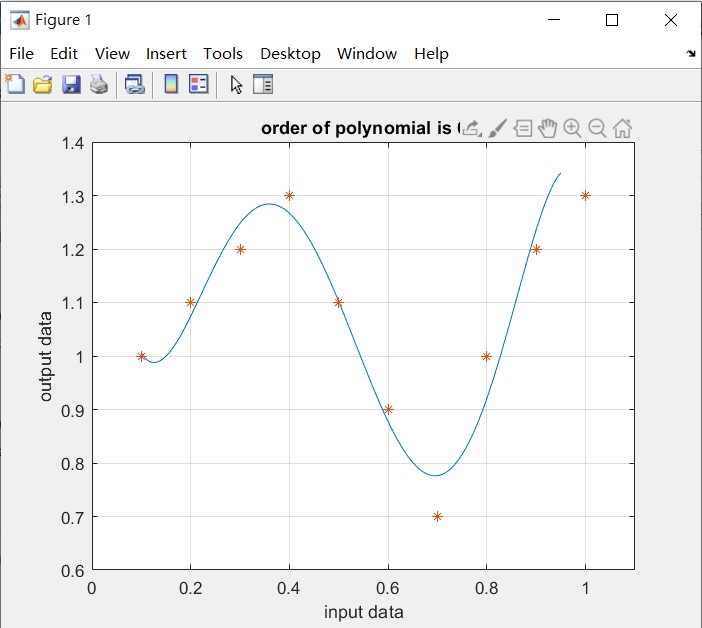 Figure 1
File Edit View Insert Tools Desktop Window Help
order of polynomial is
1.4
1.3
1.2
1.1
1
0.9
0.8
0.7
0.6
output data
0 0.2 0.4 0.6 0.8 1
input data